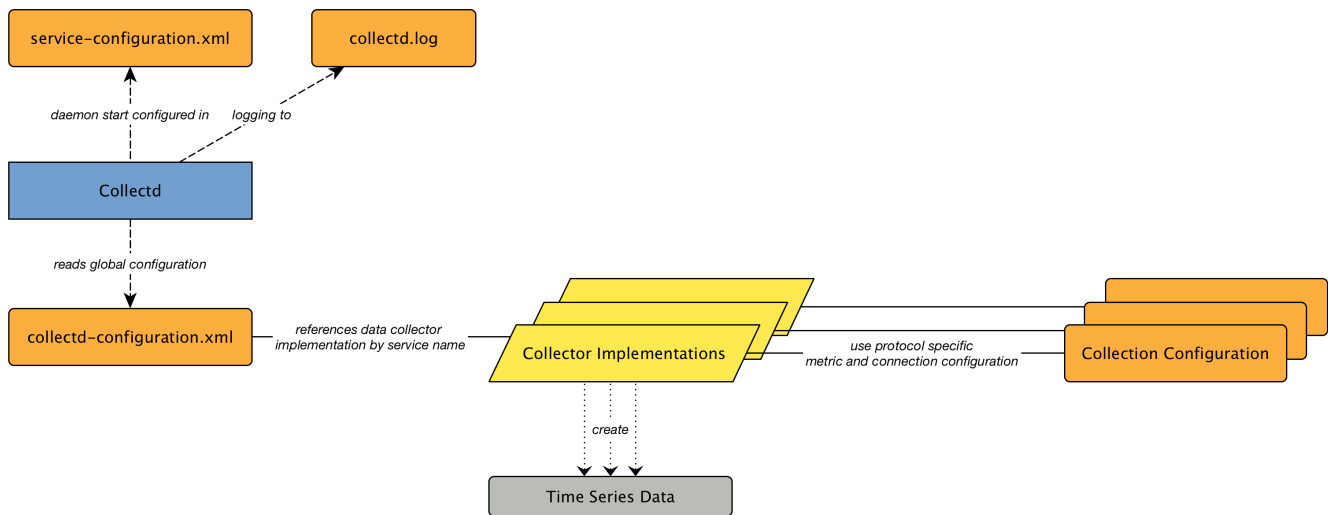 service-configuration.xml
collectd.log
daemon start configured in
logging to
Collectd
reads global configuration
collectd-configuration.xml
references data collector
implementation by service name
Collector Implementations
use protocol specific
metric and connection configuration
Collection Configuration
create
Time Series Data